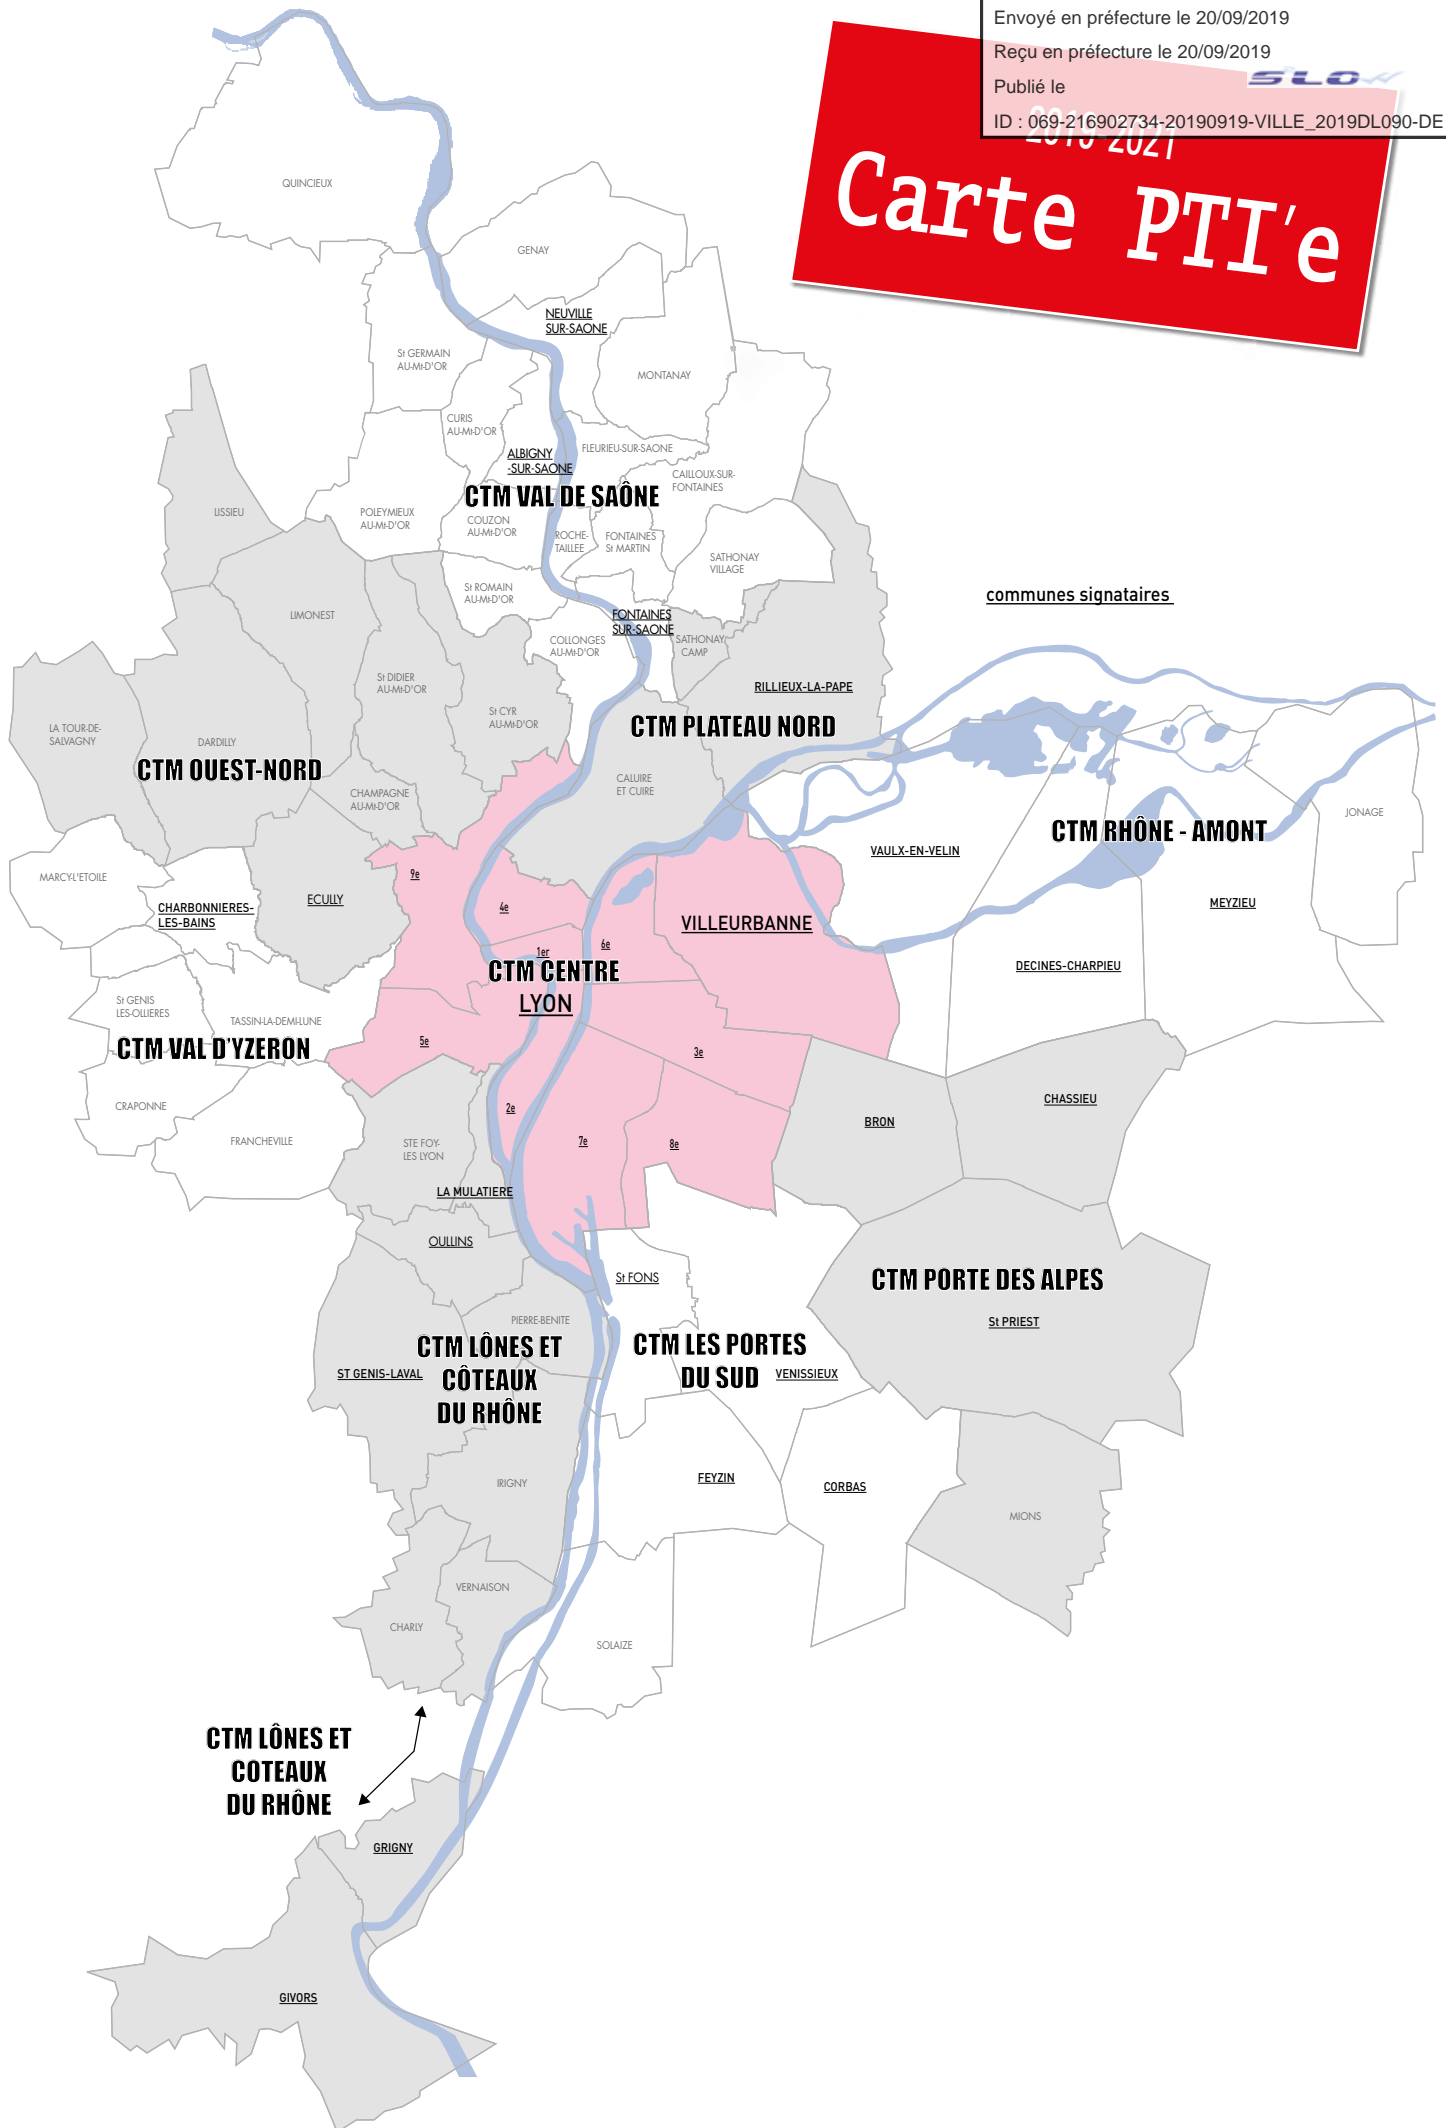 Envoyé en préfecture le 20/09/2019
Reçu en préfecture le 20/09/2019
Publié le
SLOW
ID : 069-216902734-20190919-VILLE_2019DL090-DE
2019-2021
Carte PTI'e
QUINCIEUX
GENAY
NEUVILLE
SUR-SAONE
St GERMAIN
AU-Mt-D'OR
MONTANAY
CURIS
AU-Mt-D'OR
ALBIGNY
-SUR-SAONE
FLEURIEU-SUR-SAONE
CAILLOUX-SUR-
FONTAINES
CTM VAL DE SAÔNE
LISSIEU
POLEYMIEUX
AU-Mt-D'OR
COUZON
AU-Mt-D'OR
ROCHE-
TAILLEE
FONTAINES
St MARTIN
SATHONAY
VILLAGE
St ROMAIN
AU-Mt-D'OR
communes signataires
LIMONEST
FONTAINES
SUR-SAONE
COLLONGES
AU-Mt-D'OR
SATHONAY
CAMP
St DIDIER
AU-Mt-D'OR
RILLIEUX-LA-PAPE
St CYR
AU-Mt-D'OR
CTM PLATEAU NORD
LA TOUR-DE-
SALVAGNY
DARDILLY
CTM OUEST-NORD
CHAMPAGNE
AU-Mt-D'OR
CALUIRE
ET CUIRE
JONAGE
CTM RHÔNE - AMONT
VAULX-EN-VELIN
MARCY-L'ETOILE
9e
ECULLY
CHARBONNIERES-
LES-BAINS
4e
MEYZIEU
VILLEURBANNE
6e
1er
CTM CENTRE
LYON
DECINES-CHARPIEU
St GENIS
LES-OLLIERES
TASSIN-LA-DEMI-LUNE
CTM VAL D'YZERON
5e
3e
CRAPONNE
2e
CHASSIEU
BRON
FRANCHEVILLE
STE FOY-
LES LYON
7e
8e
LA MULATIERE
OULLINS
St FONS
CTM PORTE DES ALPES
St PRIEST
PIERRE-BENITE
CTM LÔNES ET
CÔTEAUX
DU RHÔNE
CTM LES PORTES
DU SUD
VENISSIEUX
ST GENIS-LAVAL
IRIGNY
FEYZIN
CORBAS
MIONS
VERNAISON
CHARLY
SOLAIZE
CTM LÔNES ET
COTEAUX
DU RHÔNE
GRIGNY
GIVORS